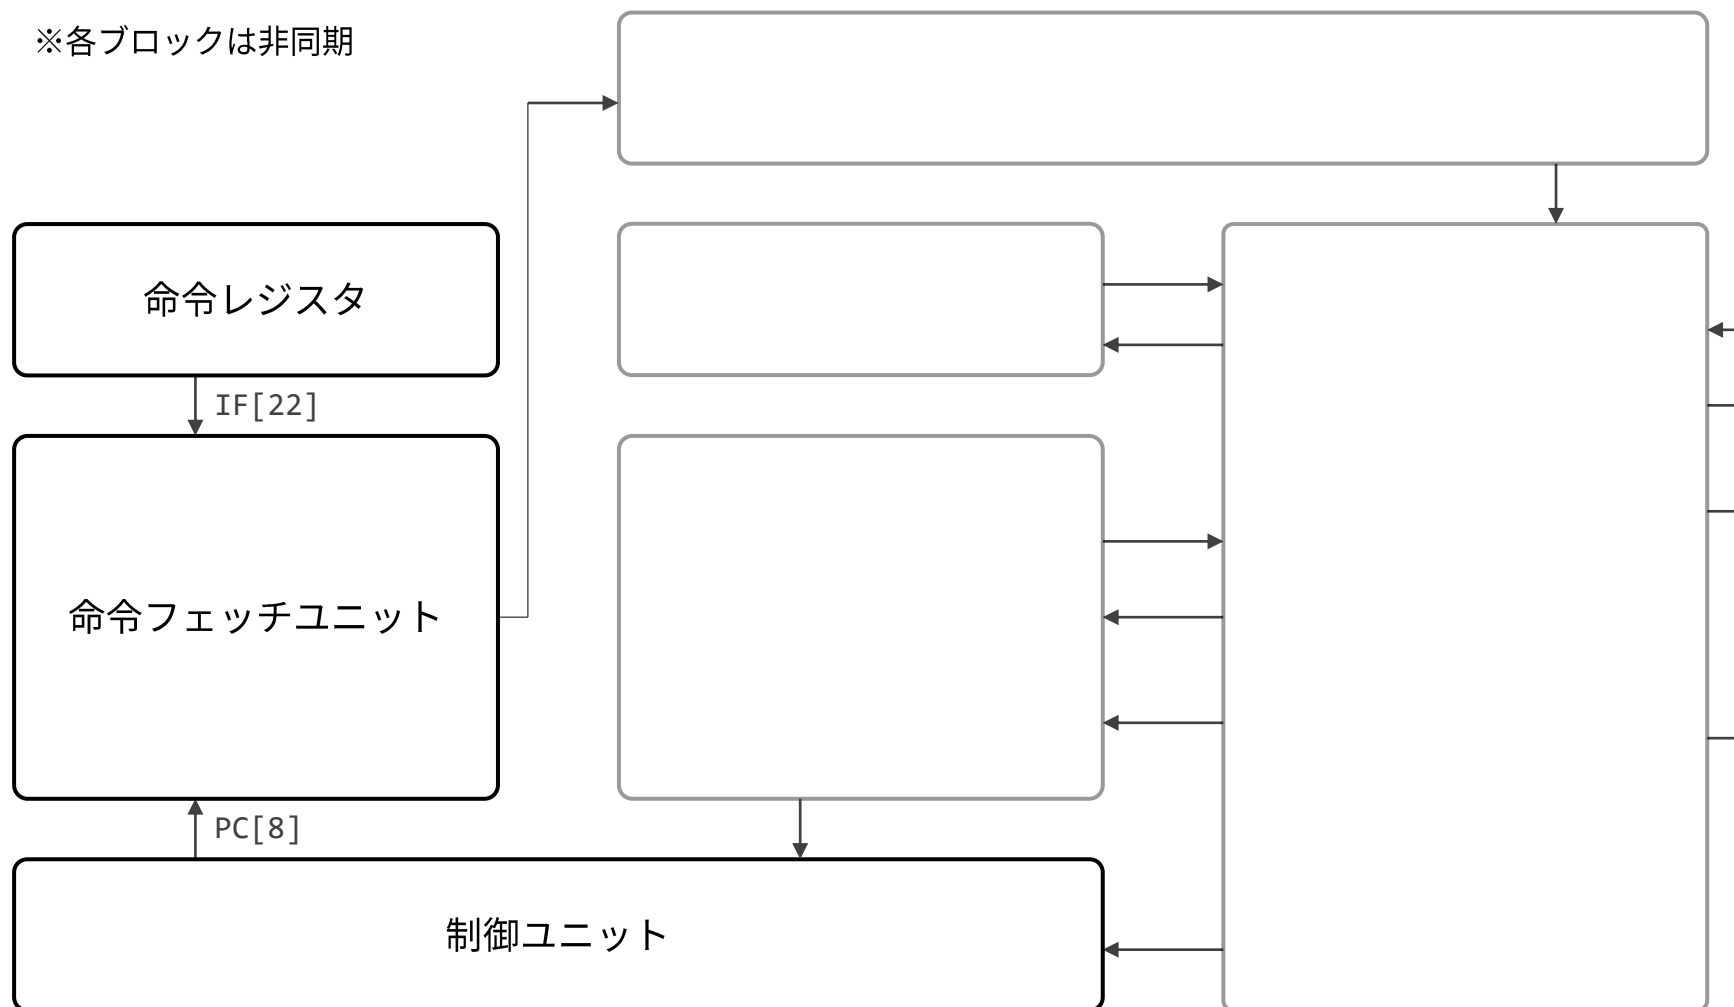 ※各ブロックは非同期
命令レジスタ
IF[22]
命令フェッチユニット
PC[8]
制御ユニット